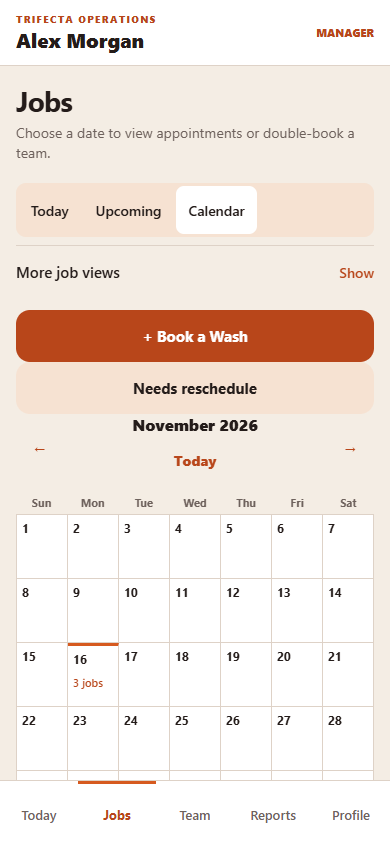 TRIFECTA OPERATIONS
Alex Morgan
MANAGER
Jobs
Choose a date to view appointments or double-book a
team.
Today Upcoming Calendar
More job views Show
+ Book a Wash
Needs reschedule
November 2026
← →
Today
Sun Mon Tue Wed Thu Fri Sat
1 2 3 4 5 6 7
8 9 10 11 12 13 14
15 16 17 18 19 20 21
3 jobs
22 23 24 25 26 27 28
Today Jobs Team Reports Profile